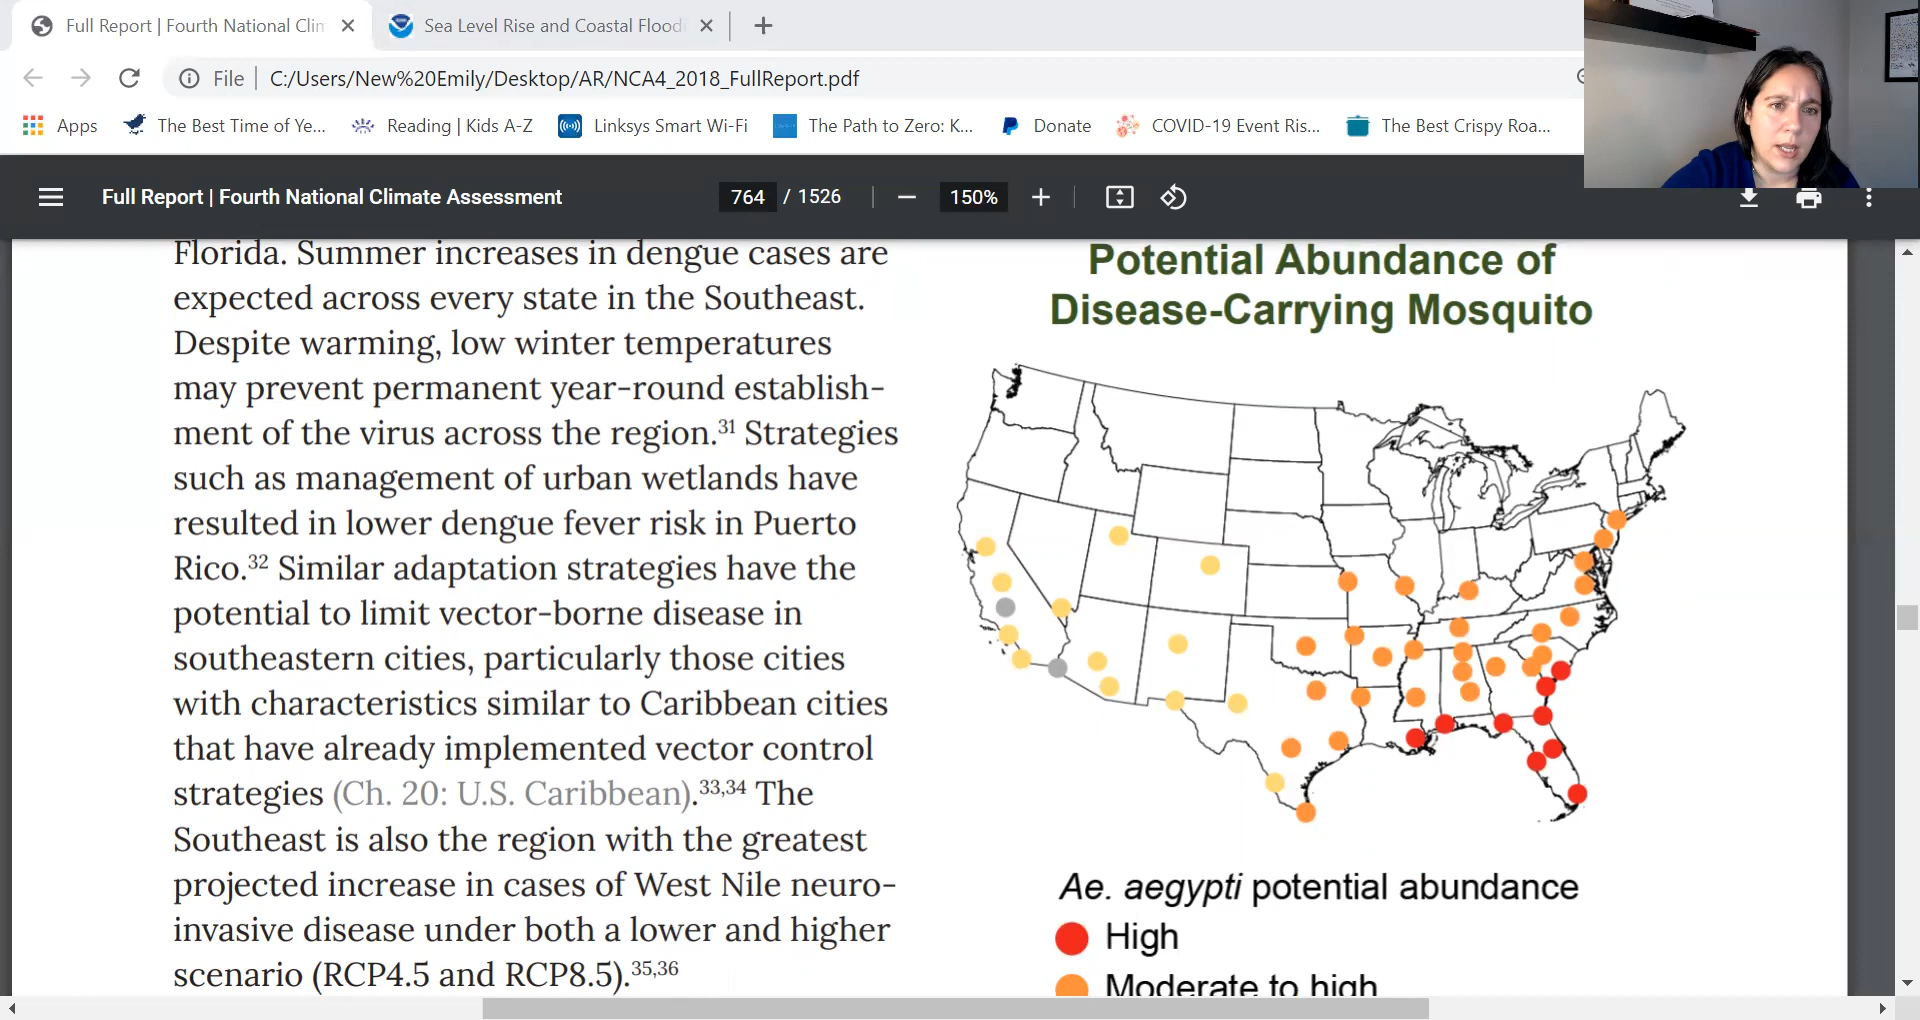 Full Report | Fourth National Clim
Sea Level Rise and Coastal Floodi
File
C:/Users/New%20Emily/Desktop/AR/NCA4_2018_FullReport.pdf
Apps
The Best Time of Ye...
Reading | Kids A-Z
Linksys Smart Wi-Fi
The Path to Zero: K...
Donate
COVID-19 Event Ris...
The Best Crispy Roa...
Full Report | Fourth National Climate Assessment
764 / 1526
150%
Florida. Summer increases in dengue cases are
expected across every state in the Southeast.
Despite warming, low winter temperatures
may prevent permanent year-round establish-
ment of the virus across the region.31 Strategies
such as management of urban wetlands have
resulted in lower dengue fever risk in Puerto
Rico.32 Similar adaptation strategies have the
potential to limit vector-borne disease in
southeastern cities, particularly those cities
with characteristics similar to Caribbean cities
that have already implemented vector control
strategies (Ch. 20: U.S. Caribbean).33,34 The
Southeast is also the region with the greatest
projected increase in cases of West Nile neuro-
invasive disease under both a lower and higher
scenario (RCP4.5 and RCP8.5).35,36
Potential Abundance of
Disease-Carrying Mosquito
Ae. aegypti potential abundance
High
Moderate to high